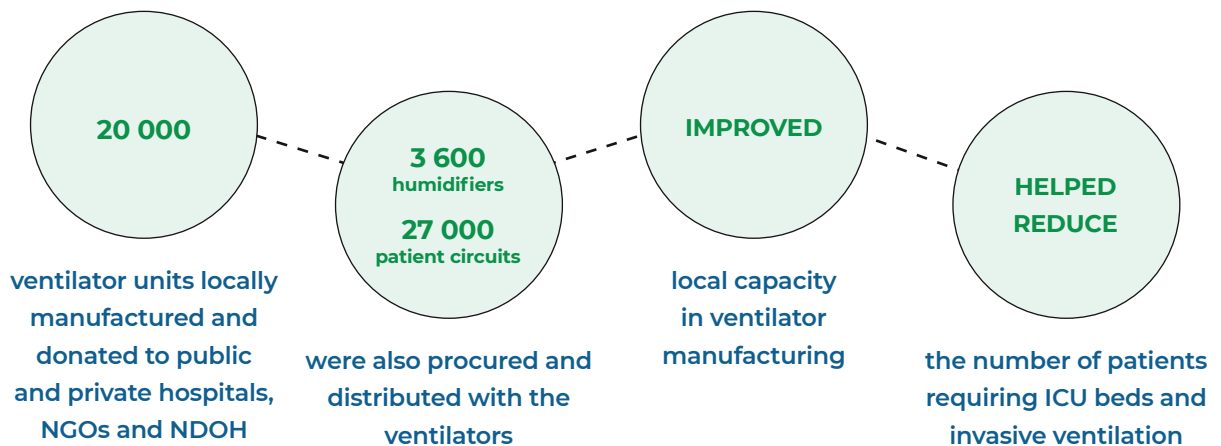 20 000
ventilator units locally
manufactured and
donated to public
and private hospitals,
NGOs and NDOH
3 600
humidifiers
27 000
patient circuits
were also procured and
distributed with the
ventilators
IMPROVED
local capacity
in ventilator
manufacturing
HELPED
REDUCE
the number of patients
requiring ICU beds and
invasive ventilation